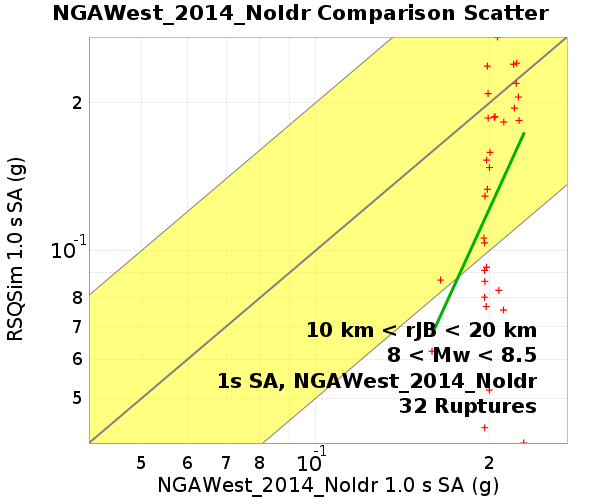 NGAWest_2014_NoIdr Comparison Scatter
RSQSim 1.0 s SA (g)
2
10-1
8
7
6
5
10 km < rJB < 20 km
8 < Mw < 8.5
1s SA, NGAWest_2014_NoIdr
32 Ruptures
5 6 7 8 10-1 2
NGAWest_2014_NoIdr 1.0 s SA (g)